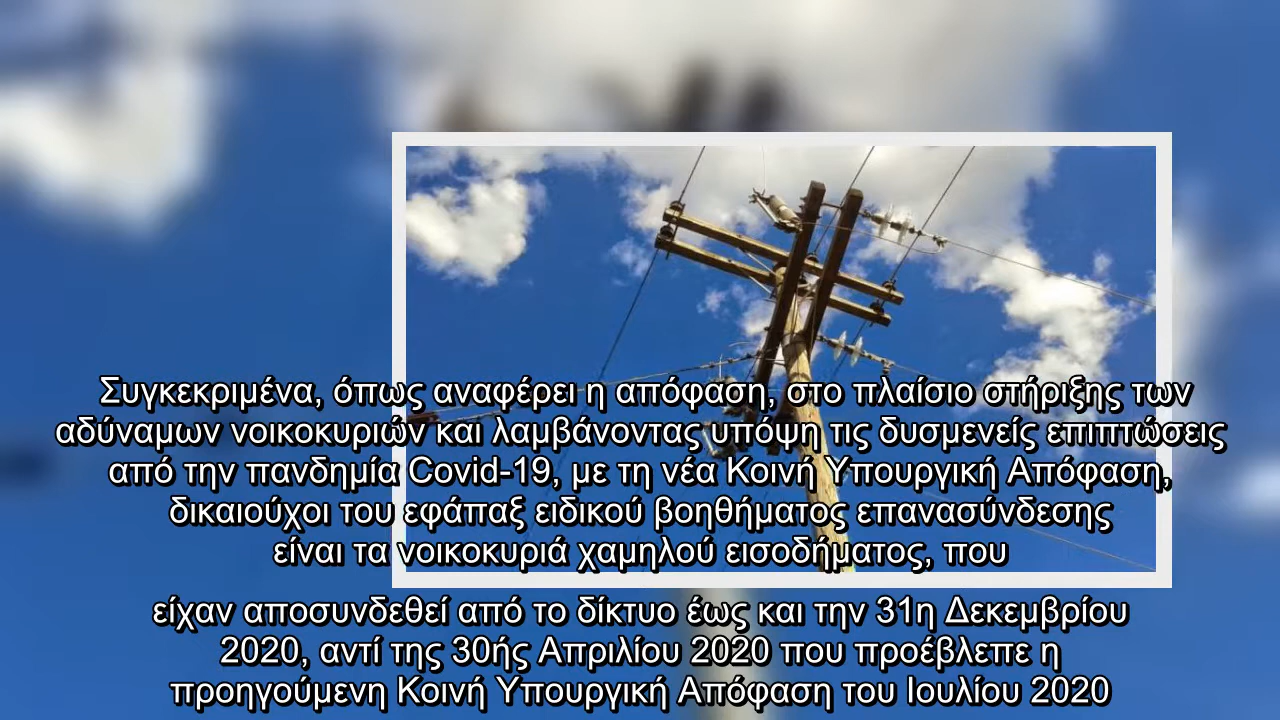 Συγκεκριμένα, όπως αναφέρει η απόφαση, στο πλαίσιο στήριξης των
αδύναμων νοικοκυριών και λαμβάνοντας υπόψη τις δυσμενείς επιπτώσεις
από την πανδημία Covid-19, με τη νέα Κοινή Υπουργική Απόφαση,
δικαιούχοι του εφάπαξ ειδικού βοηθήματος επανασύνδεσης
είναι τα νοικοκυριά χαμηλού εισοδήματος, που
είχαν αποσυνδεθεί από το δίκτυο έως και την 31η Δεκεμβρίου
2020, αντί της 30ής Απριλίου 2020 που προέβλεπε η
προηγούμενη Κοινή Υπουργική Απόφαση του Ιουλίου 2020